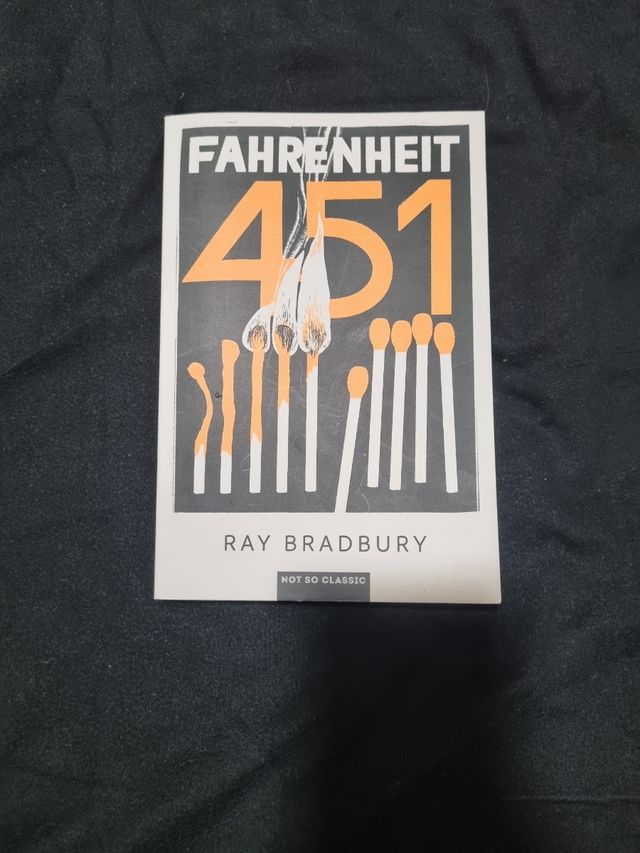 FAHRENHEIT
451
RAY BRADBURY
NOT SO CLASSIC